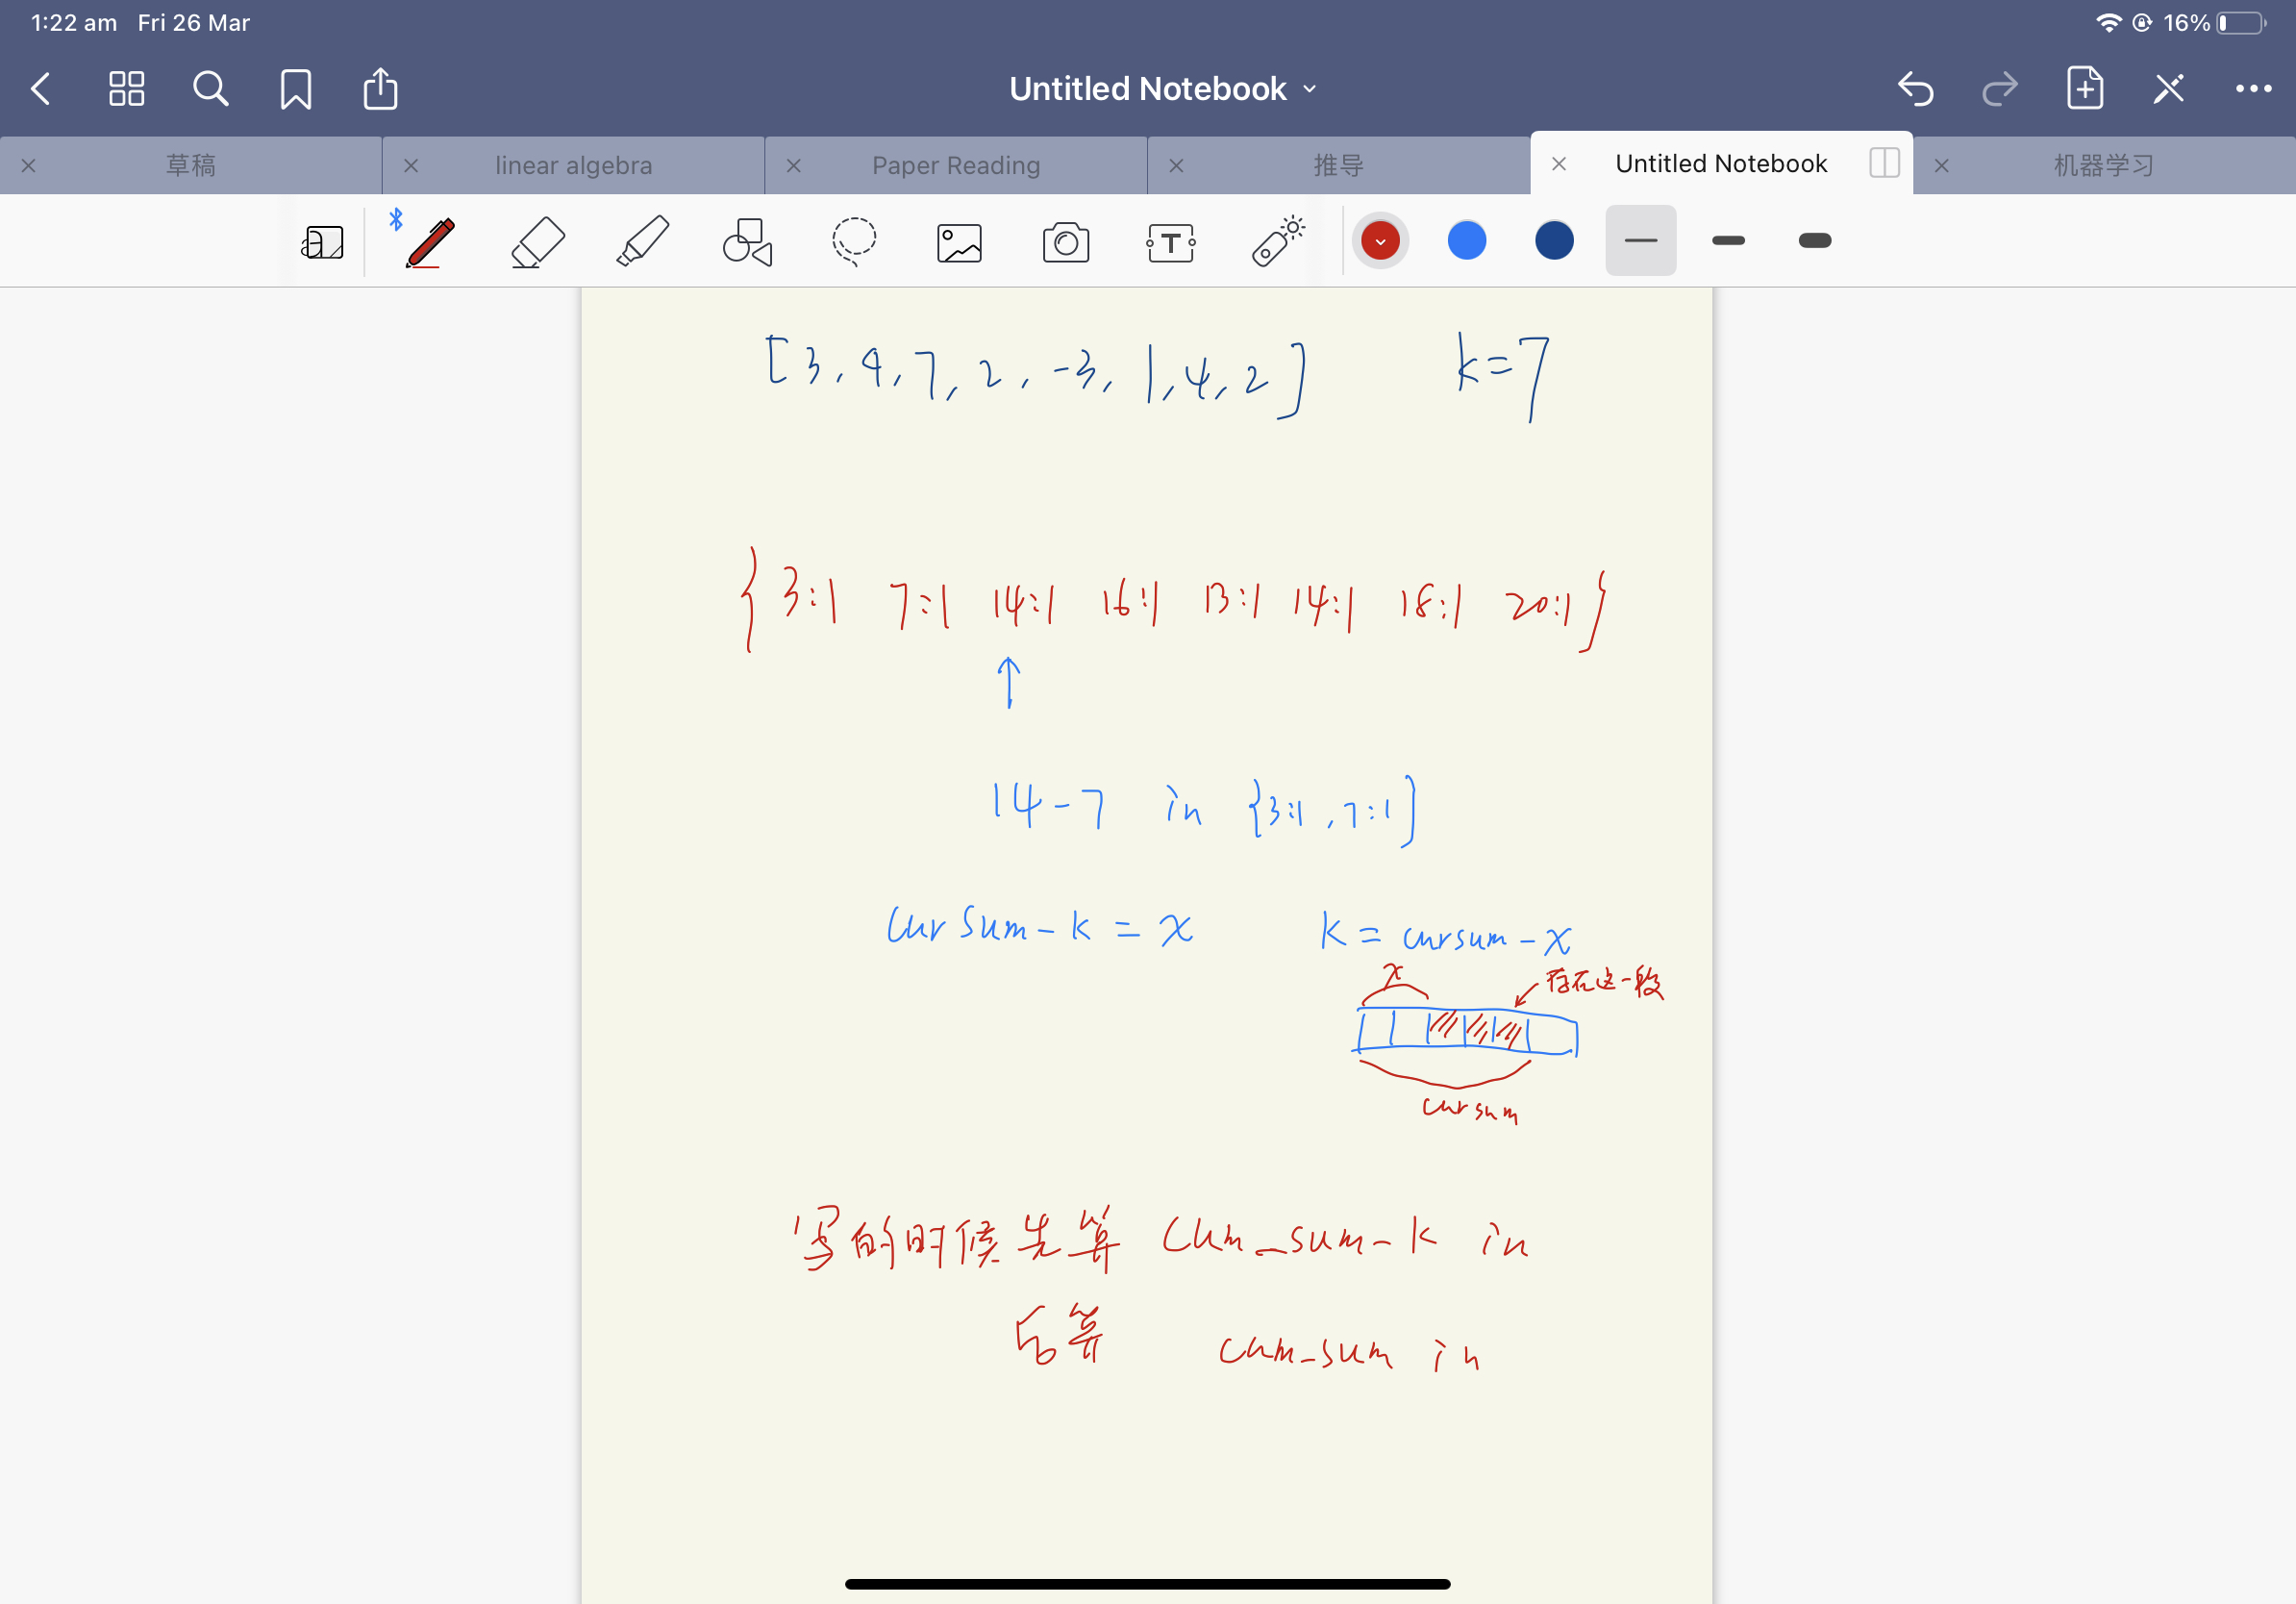 1:22 am Fri 26 Mar 16%
Untitled Notebook
草稿 linear algebra Paper Reading 推导 Untitled Notebook 机器学习
[3, 4, 7, 2, -3, 1, 4, 2] k=7
{3:1 7:1 14:1 16:1 13:1 14:1 18:1 20:1}
14-7 in {3:1, 7:1}
cursum-k = x k = cursum-x
x 存在这一段
cursum
写的时候先算 cum_sum-k in
后算 cum_sum in